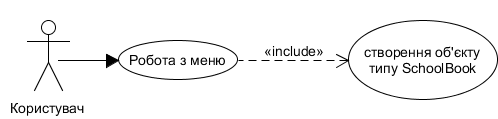 Користувач
Робота з меню
«include»
створення об'єкту
типу SchoolBook